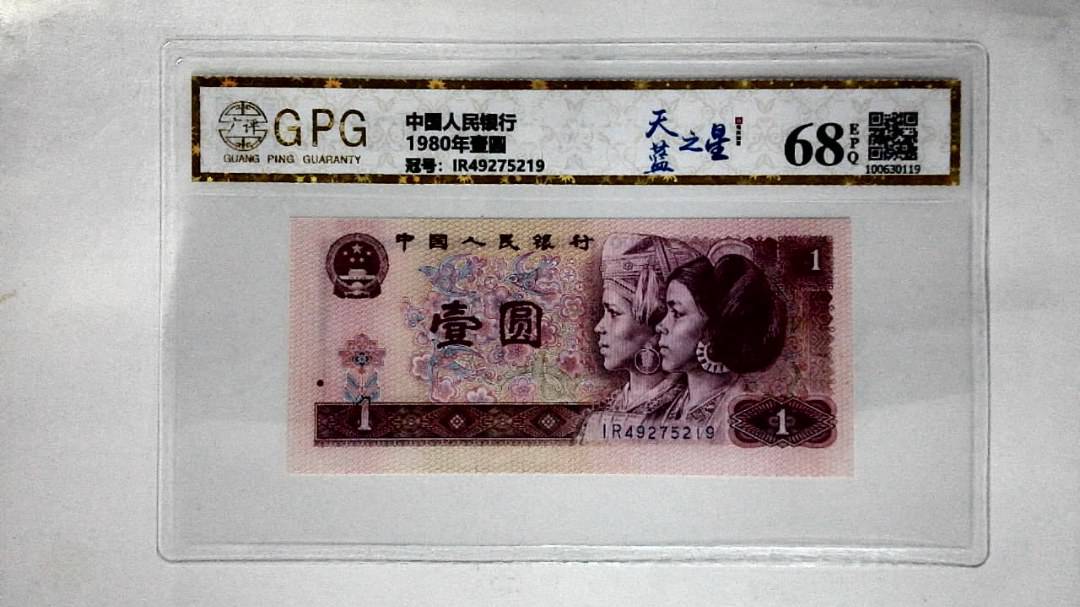 GPG
GUANG PING GUARANTY
中国人民银行
1980年壹圆
冠号：IR49275219
天蓝之星
68
EPQ
100630119
中国人民银行
1
壹圆
1
IR49275219
1